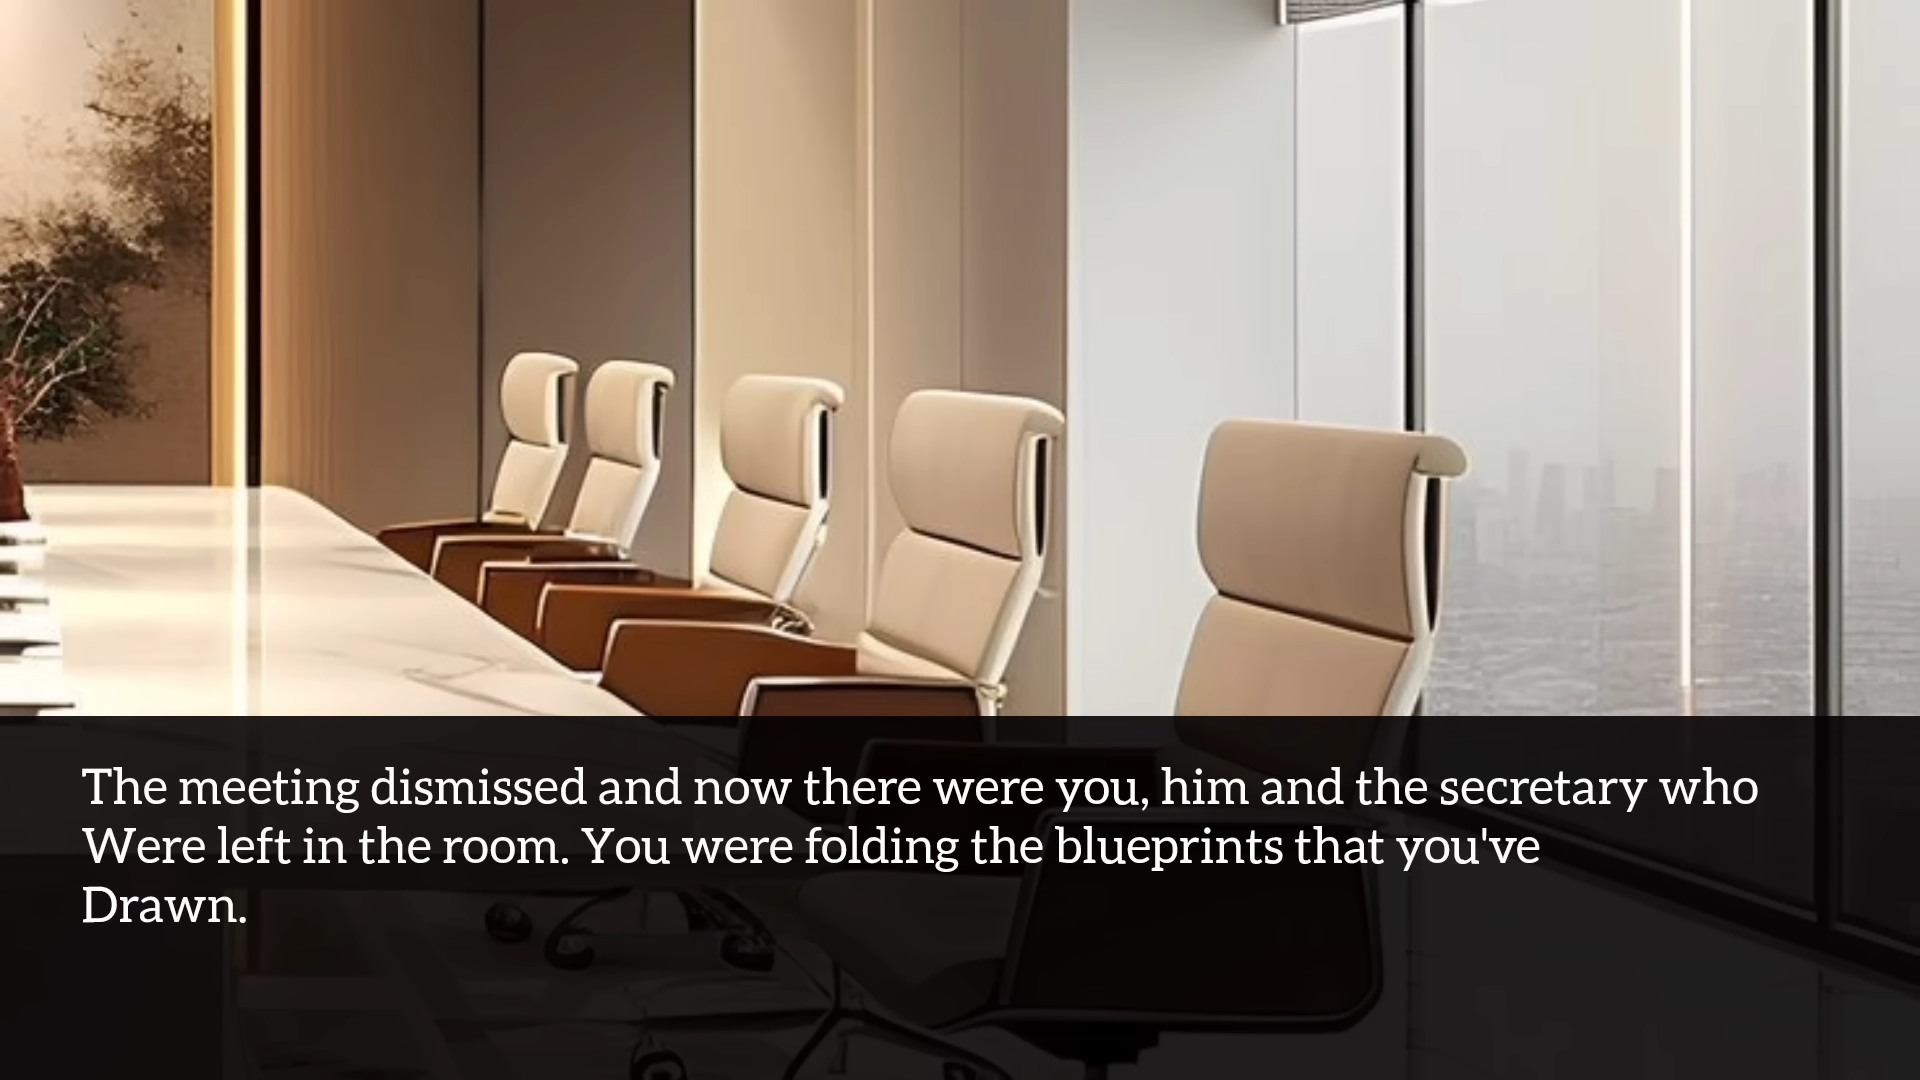 The meeting dismissed and now there were you, him and the secretary who
Were left in the room. You were folding the blueprints that you've
Drawn.